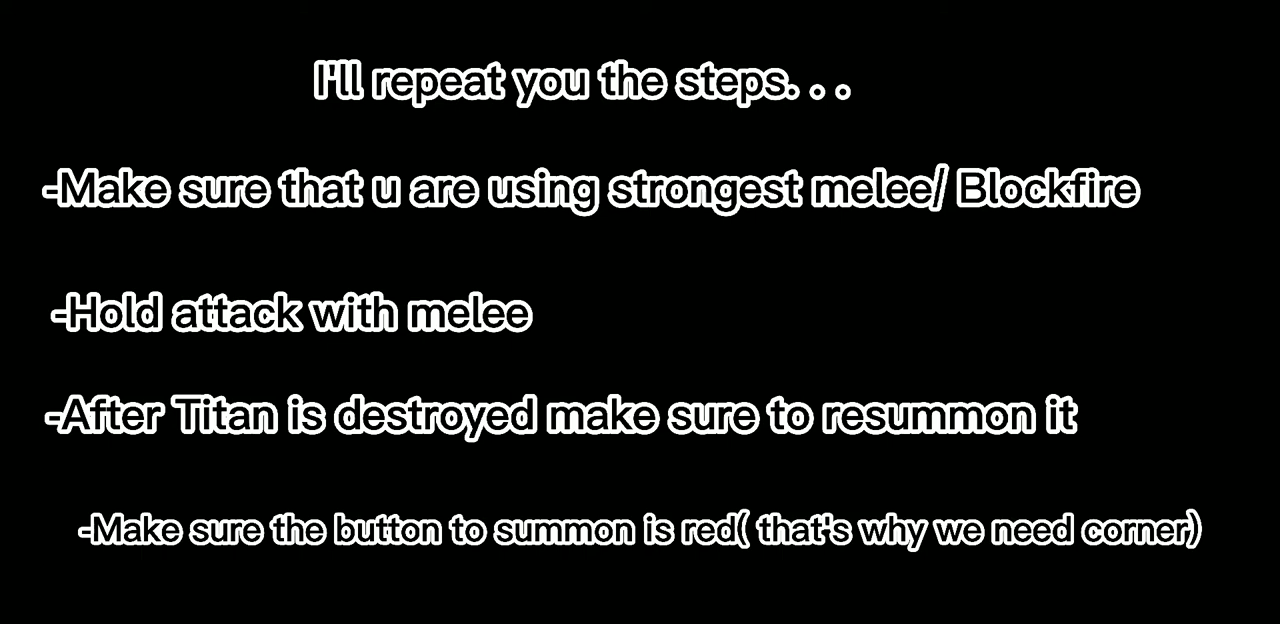 I'll repeat you the steps. . .
-Make sure that u are using strongest melee/ Blockfire
-Hold attack with melee
-After Titan is destroyed make sure to resummon it
-Make sure the button to summon is red( that's why we need corner)